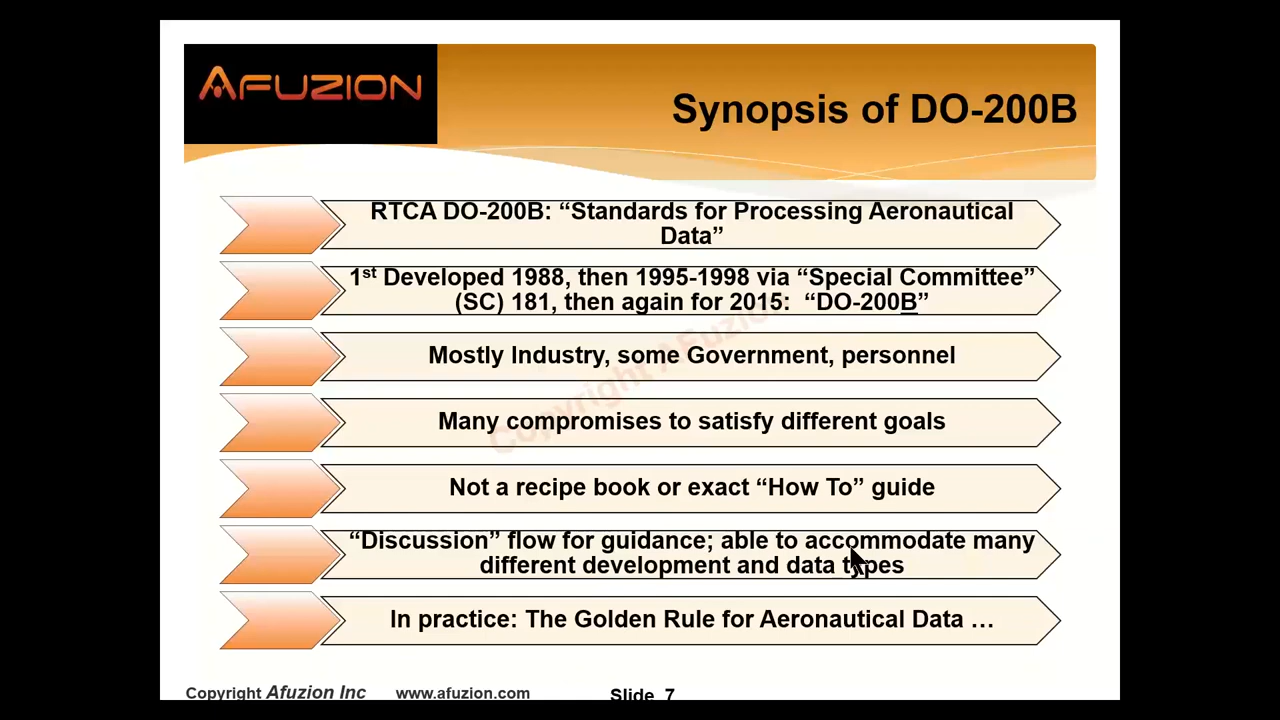 AFUZION
Synopsis of DO-200B
RTCA DO-200B: “Standards for Processing Aeronautical
Data”
1st Developed 1988, then 1995-1998 via “Special Committee”
(SC) 181, then again for 2015: “DO-200B”
Mostly Industry, some Government, personnel
Copyright AFuzion
Many compromises to satisfy different goals
Not a recipe book or exact “How To” guide
“Discussion” flow for guidance; able to accommodate many
different development and data types
In practice: The Golden Rule for Aeronautical Data …
Copyright Afuzion Inc www.afuzion.com Slide 7